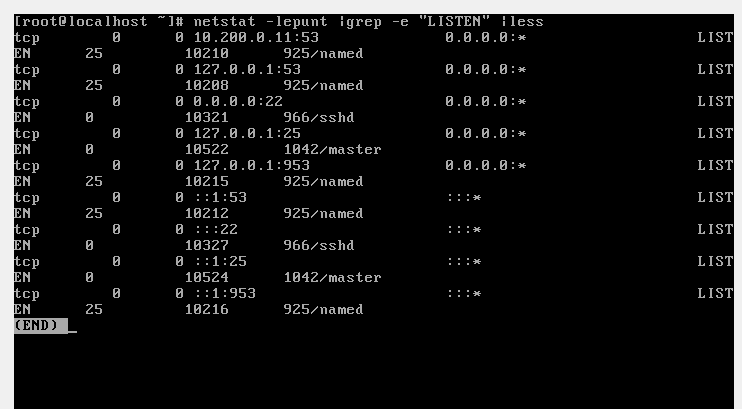 [root@localhost ~]# netstat -lepunt |grep -e "LISTEN" |less
tcp        0      0 10.200.0.11:53              0.0.0.0:*                   LIST
EN      25         10210      925/named
tcp        0      0 127.0.0.1:53                0.0.0.0:*                   LIST
EN      25         10208      925/named
tcp        0      0 0.0.0.0:22                  0.0.0.0:*                   LIST
EN      0          10321      966/sshd
tcp        0      0 127.0.0.1:25                0.0.0.0:*                   LIST
EN      0          10522      1042/master
tcp        0      0 127.0.0.1:953               0.0.0.0:*                   LIST
EN      25         10215      925/named
tcp        0      0 ::1:53                      :::*                        LIST
EN      25         10212      925/named
tcp        0      0 :::22                       :::*                        LIST
EN      0          10327      966/sshd
tcp        0      0 ::1:25                      :::*                        LIST
EN      0          10524      1042/master
tcp        0      0 ::1:953                     :::*                        LIST
EN      25         10216      925/named
(END)